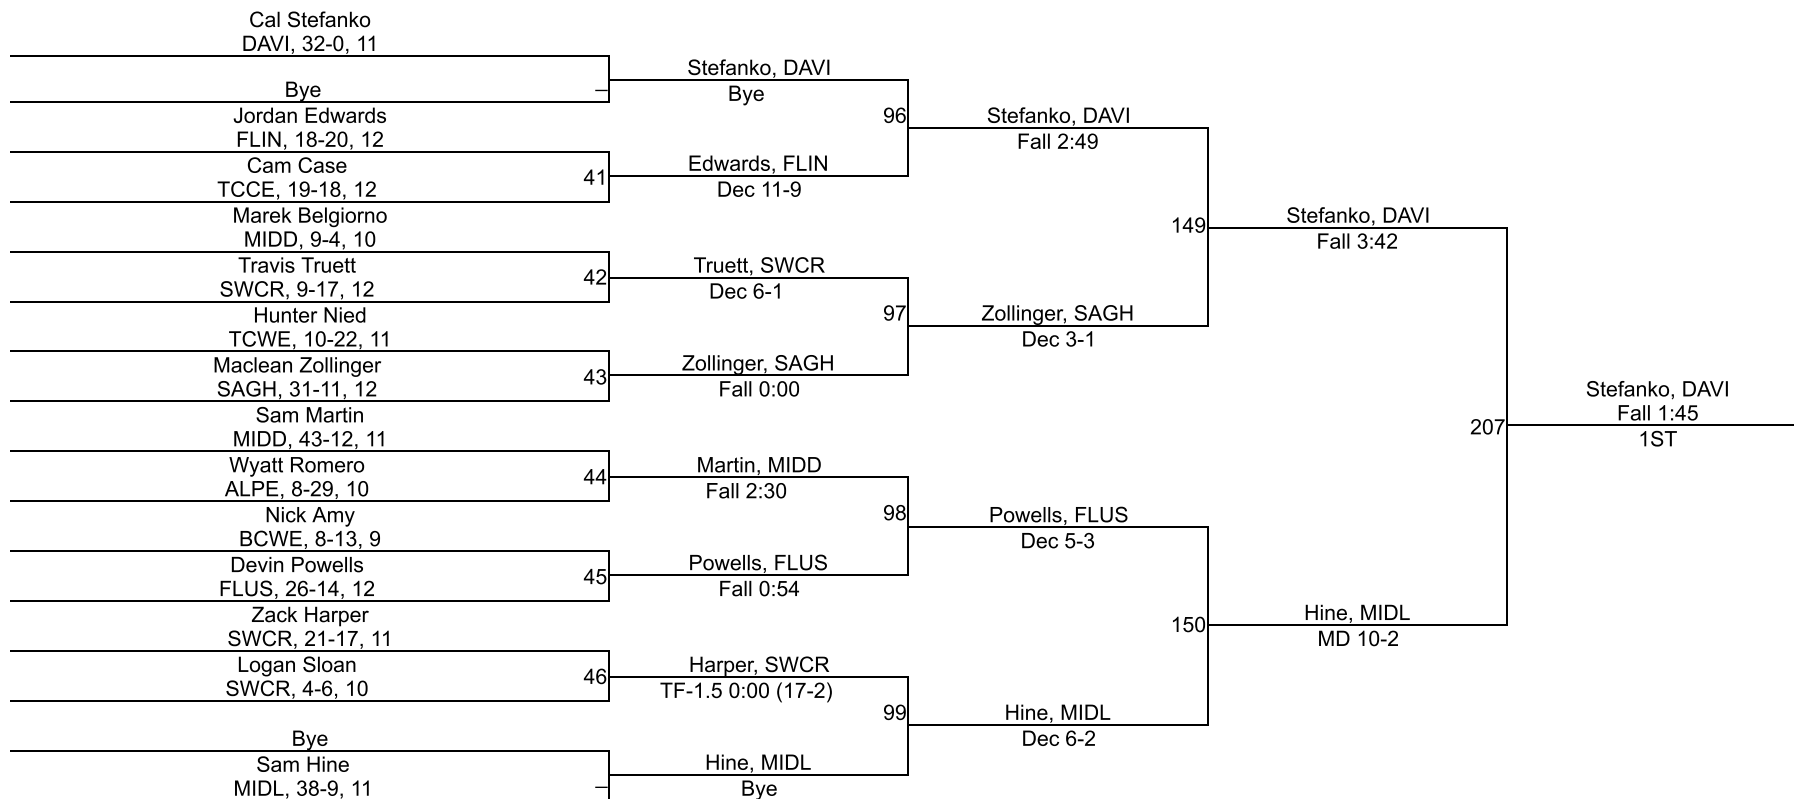 Cal Stefanko
DAVI, 32-0, 11
Bye
–
Jordan Edwards
FLIN, 18-20, 12
Cam Case
TCCE, 19-18, 12
41
Marek Belgiorno
MIDD, 9-4, 10
Travis Truett
SWCR, 9-17, 12
42
Hunter Nied
TCWE, 10-22, 11
Maclean Zollinger
SAGH, 31-11, 12
43
Sam Martin
MIDD, 43-12, 11
Wyatt Romero
ALPE, 8-29, 10
44
Nick Amy
BCWE, 8-13, 9
Devin Powells
FLUS, 26-14, 12
45
Zack Harper
SWCR, 21-17, 11
Logan Sloan
SWCR, 4-6, 10
46
Bye
Sam Hine
MIDL, 38-9, 11
–
Stefanko, DAVI
Bye
96
Edwards, FLIN
Dec 11-9
Truett, SWCR
Dec 6-1
97
Zollinger, SAGH
Fall 0:00
Martin, MIDD
Fall 2:30
98
Powells, FLUS
Fall 0:54
Harper, SWCR
TF-1.5 0:00 (17-2)
99
Hine, MIDL
Bye
Stefanko, DAVI
Fall 2:49
149
Zollinger, SAGH
Dec 3-1
Powells, FLUS
Dec 5-3
150
Hine, MIDL
Dec 6-2
Stefanko, DAVI
Fall 3:42
207
Hine, MIDL
MD 10-2
Stefanko, DAVI
Fall 1:45
1ST